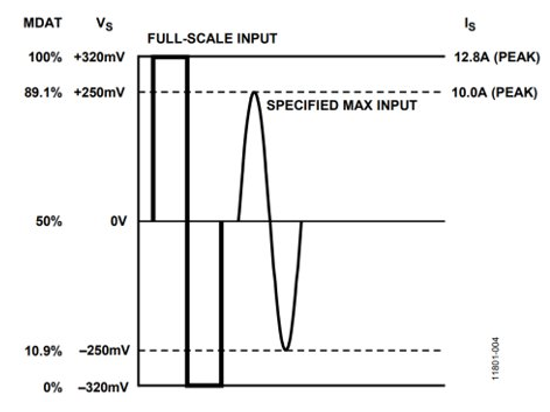 MDAT V_S I_S
FULL-SCALE INPUT
100% +320mV 12.8A (PEAK)
89.1% +250mV 10.0A (PEAK)
SPECIFIED MAX INPUT
50% 0V
10.9% –250mV
0% –320mV
11801-004